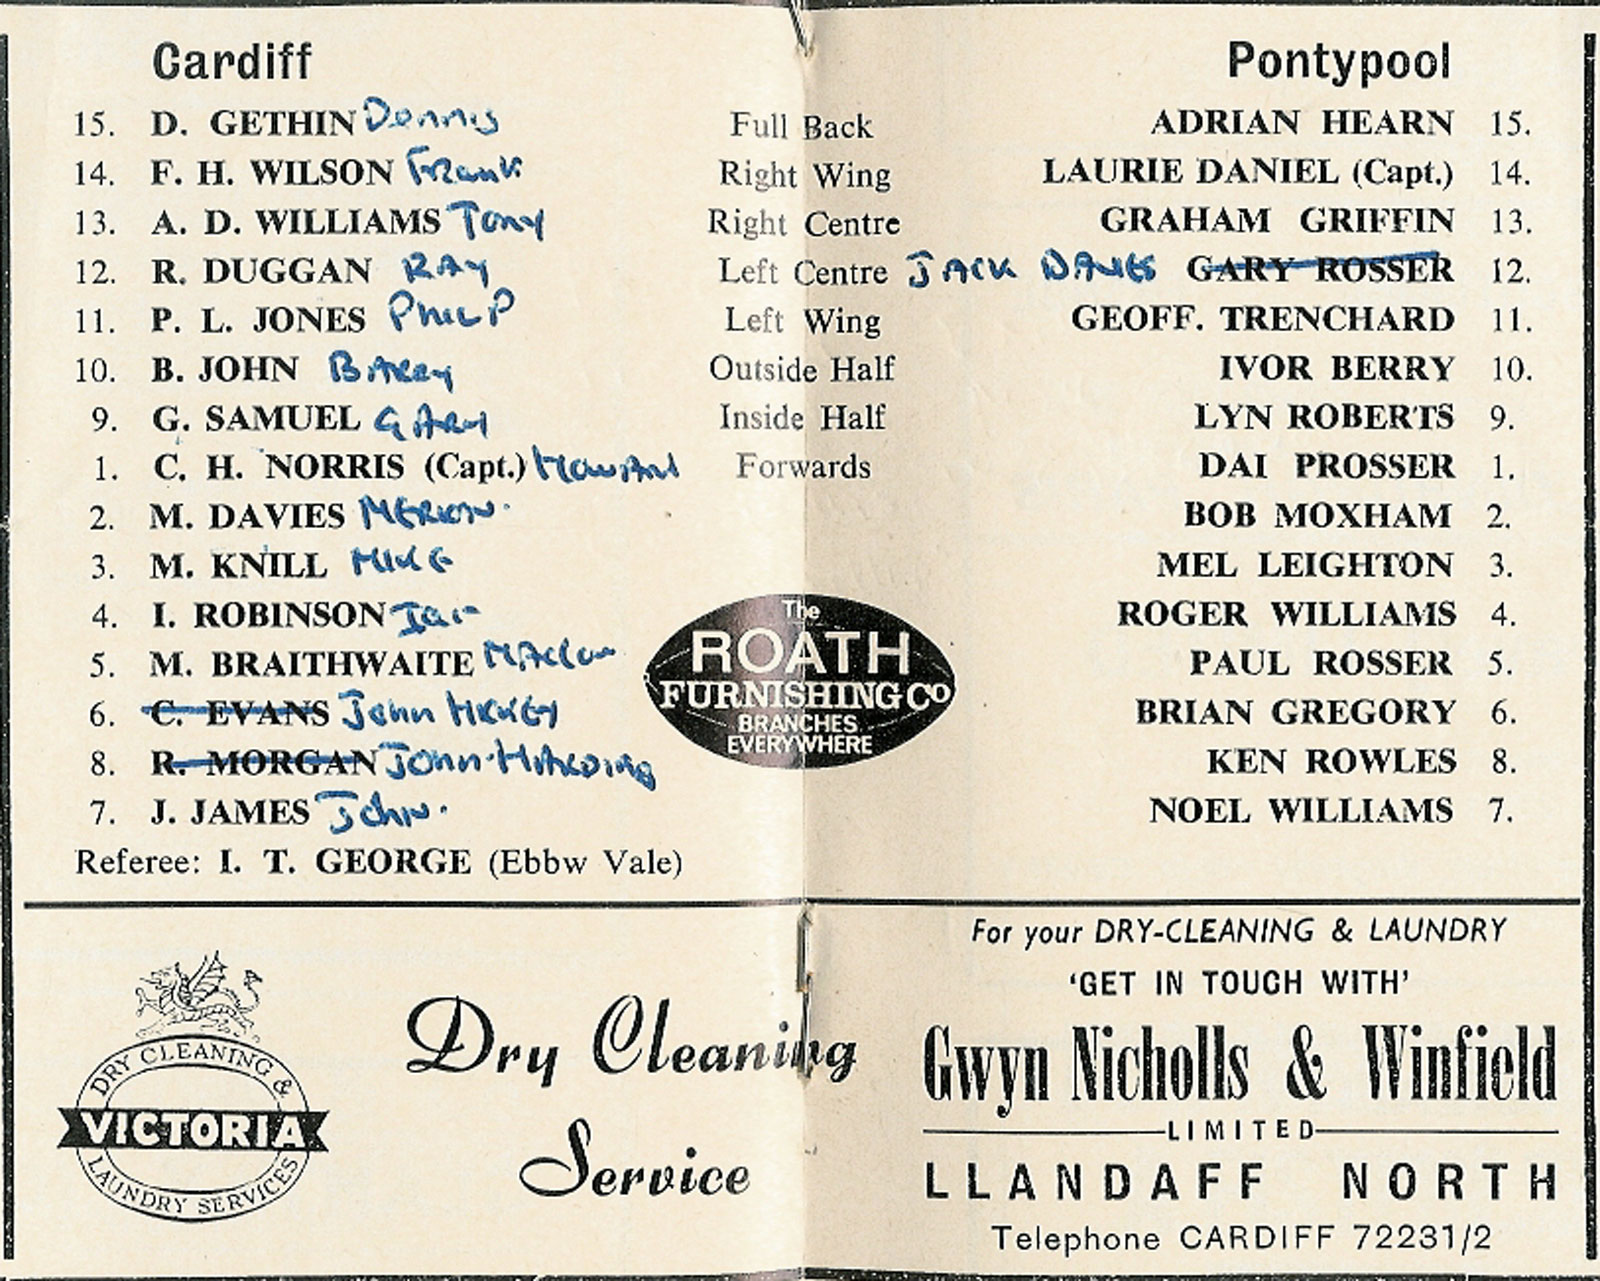 Cardiff Pontypool
15. D. GETHIN Dennis Full Back ADRIAN HEARN 15.
14. F. H. WILSON Frank Right Wing LAURIE DANIEL (Capt.) 14.
13. A. D. WILLIAMS Tony Right Centre GRAHAM GRIFFIN 13.
12. R. DUGGAN RAY Left Centre JACK DAVIES GARY ROSSER 12.
11. P. L. JONES PHILIP Left Wing GEOFF. TRENCHARD 11.
10. B. JOHN BARRY Outside Half IVOR BERRY 10.
9. G. SAMUEL GARY Inside Half LYN ROBERTS 9.
1. C. H. NORRIS (Capt.) Howard Forwards DAI PROSSER 1.
2. M. DAVIES BOB MOXHAM 2.
3. M. KNILL MIKE MEL LEIGHTON 3.
4. I. ROBINSON Ian ROGER WILLIAMS 4.
5. M. BRAITHWAITE PAUL ROSSER 5.
6. C. EVANS John HICKEY BRIAN GREGORY 6.
8. R. MORGAN JOHN HARDING KEN ROWLES 8.
7. J. JAMES JOHN. NOEL WILLIAMS 7.
Referee: I. T. GEORGE (Ebbw Vale)
The
ROATH
FURNISHING Co
BRANCHES
EVERYWHERE
DRY CLEANING &
VICTORIA
LAUNDRY SERVICES
Dry Cleaning
Service
For your DRY-CLEANING & LAUNDRY
'GET IN TOUCH WITH'
Gwyn Nicholls & Winfield
LIMITED
LLANDAFF NORTH
Telephone CARDIFF 72231/2